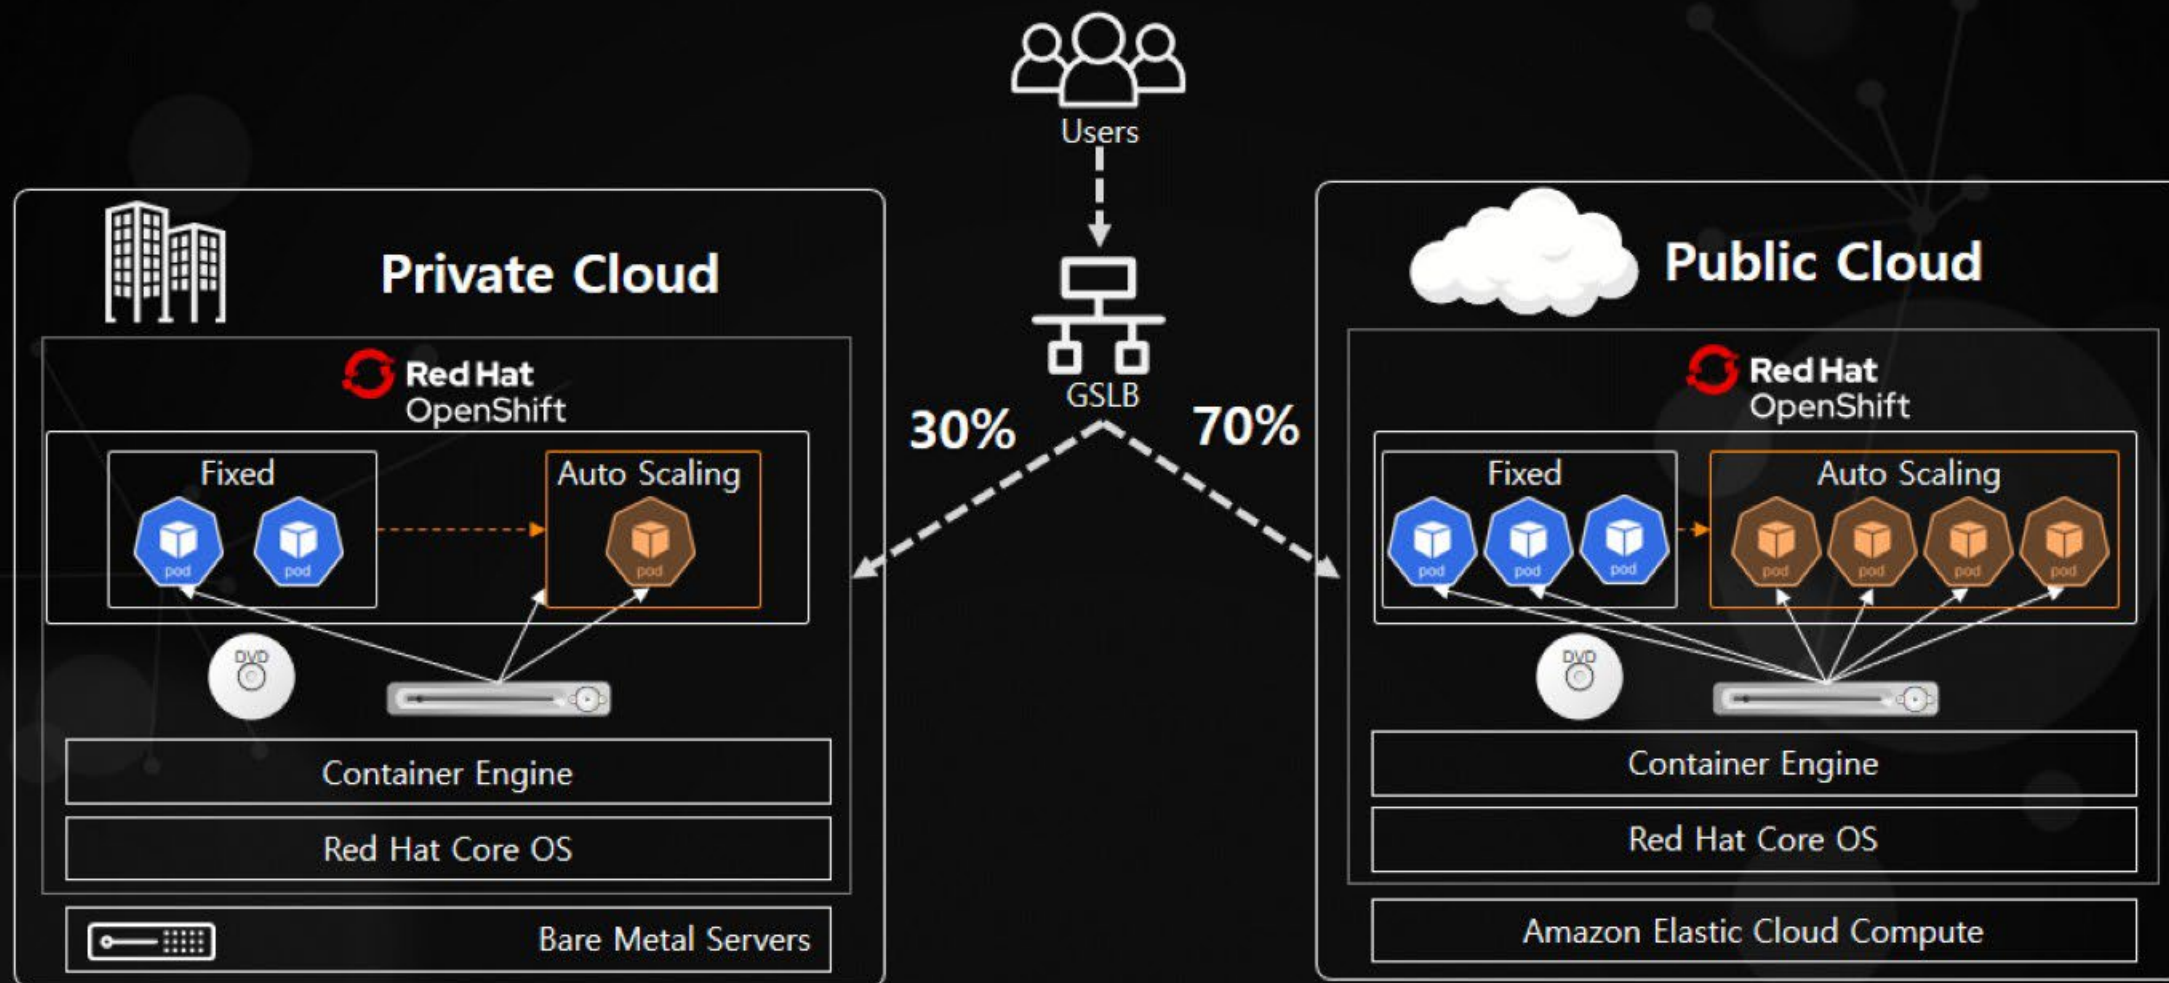 Users
GSLB
30%
70%
Private Cloud
Red Hat
OpenShift
Fixed
Auto Scaling
pod
pod
pod
DVD
Container Engine
Red Hat Core OS
Bare Metal Servers
Public Cloud
Red Hat
OpenShift
Fixed
Auto Scaling
pod
pod
pod
pod
pod
pod
pod
DVD
Container Engine
Red Hat Core OS
Amazon Elastic Cloud Compute